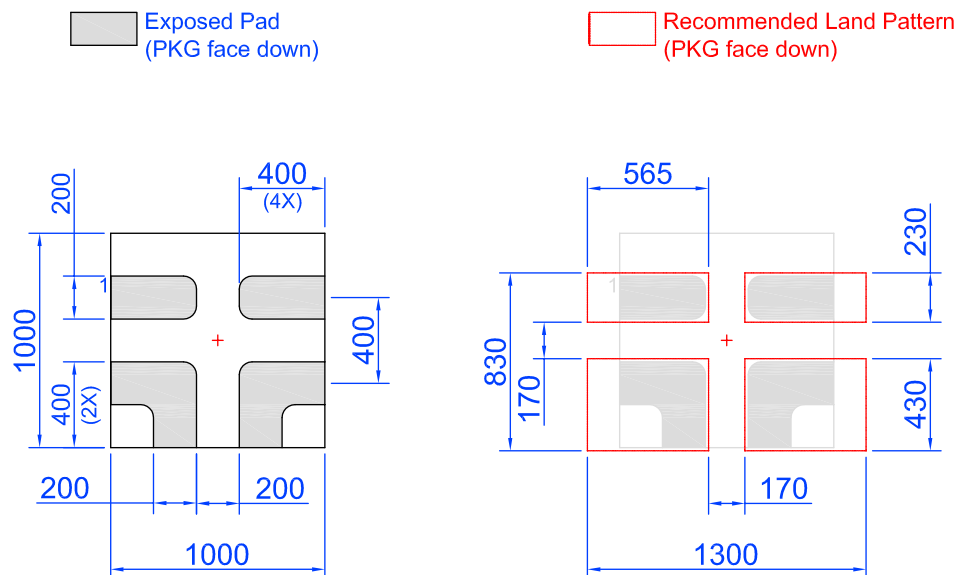 Exposed Pad
(PKG face down)
Recommended Land Pattern
(PKG face down)
400
(4X)
200
1
1000
400
400
(2X)
200
200
1000
565
230
1
830
170
430
170
1300